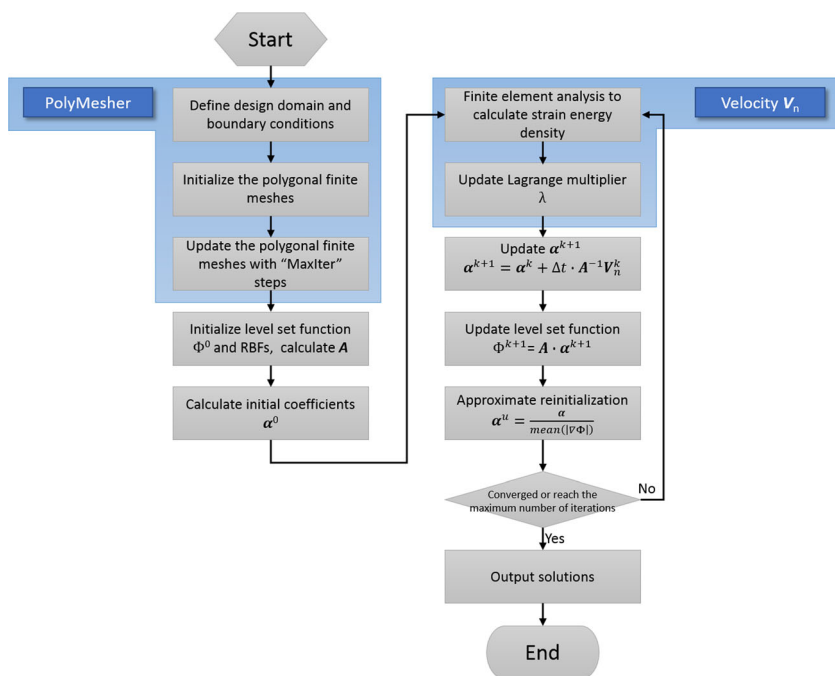 Start
PolyMesher
Define design domain and
boundary conditions
Initialize the polygonal finite
meshes
Update the polygonal finite
meshes with “MaxIter”
steps
Initialize level set function
Φ⁰ and RBFs, calculate A
Calculate initial coefficients
α⁰
Velocity Vₙ
Finite element analysis to
calculate strain energy
density
Update Lagrange multiplier
λ
Update αᵏ⁺¹
αᵏ⁺¹ = αᵏ + Δt · A⁻¹Vₙᵏ
Update level set function
Φᵏ⁺¹= A · αᵏ⁺¹
Approximate reinitialization
αᵘ = α / mean(|∇Φ|)
Converged or reach the
maximum number of iterations
No
Yes
Output solutions
End